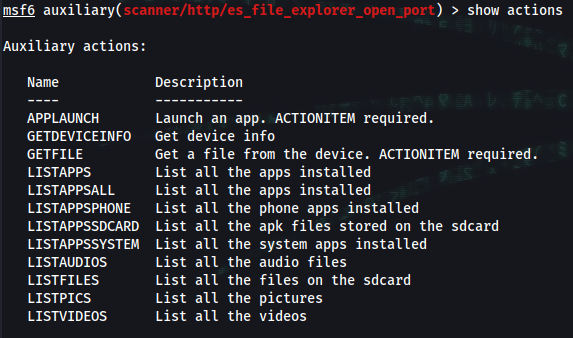 msf6 auxiliary(scanner/http/es_file_explorer_open_port) > show actions
Auxiliary actions:
Name Description
---- -----------
APPLAUNCH Launch an app. ACTIONITEM required.
GETDEVICEINFO Get device info
GETFILE Get a file from the device. ACTIONITEM required.
LISTAPPS List all the apps installed
LISTAPPSALL List all the apps installed
LISTAPPSPHONE List all the phone apps installed
LISTAPPSSDCARD List all the apk files stored on the sdcard
LISTAPPSSYSTEM List all the system apps installed
LISTAUDIOS List all the audio files
LISTFILES List all the files on the sdcard
LISTPICS List all the pictures
LISTVIDEOS List all the videos